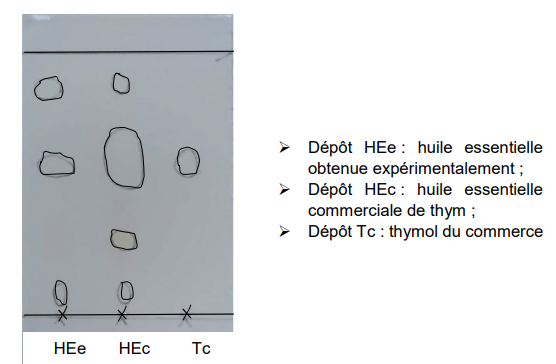 Dépôt HEe : huile essentielle
obtenue expérimentalement ;
Dépôt HEc : huile essentielle
commerciale de thym ;
Dépôt Tc : thymol du commerce
HEe HEc Tc